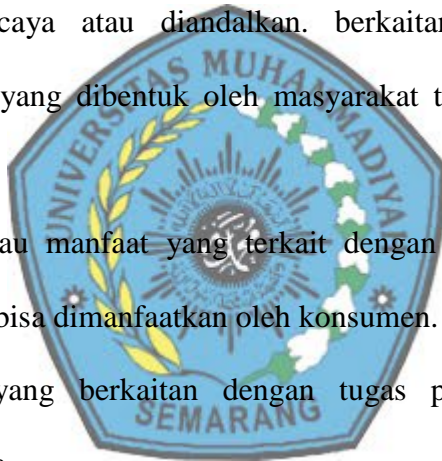 caya atau diandalkan. berkaitan
yang dibentuk oleh masyarakat t
au manfaat yang terkait dengan
bisa dimanfaatkan oleh konsumen.
yang berkaitan dengan tugas p
UNIVERSITAS MUHAMMADIYAH
SEMARANG